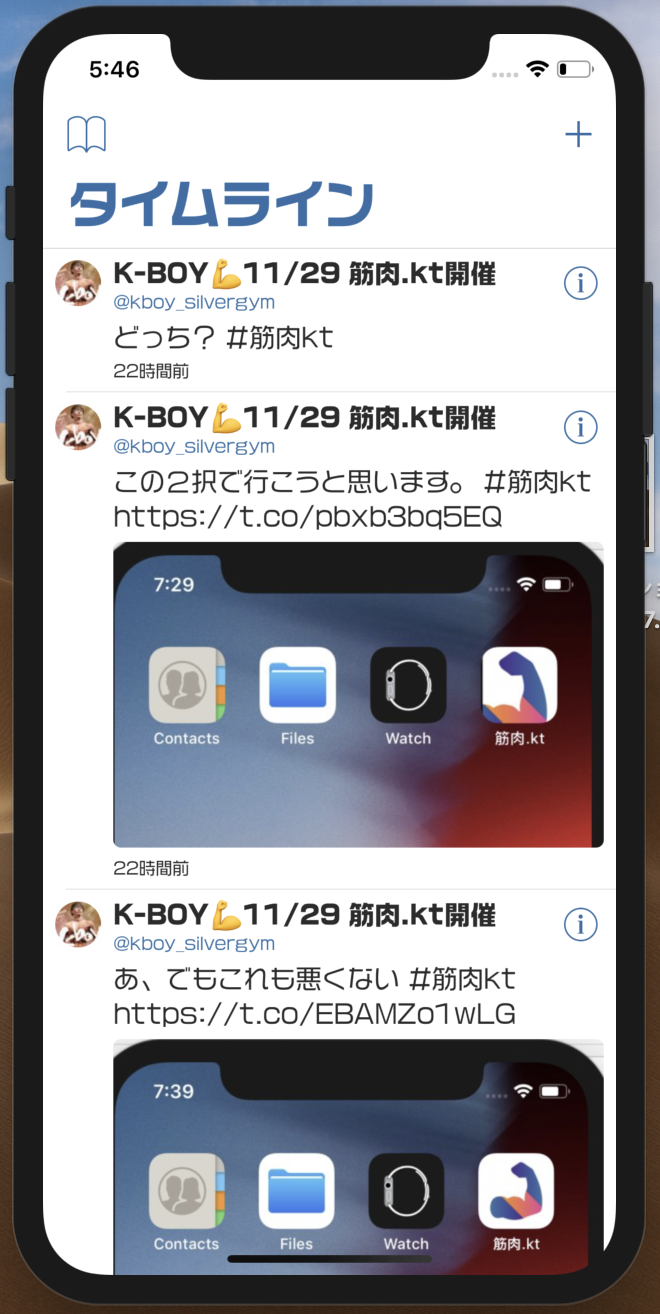 5:46
タイムライン
K-BOY💪11/29 筋肉.kt開催
@kboy_silvergym
どっち？ #筋肉kt
22時間前
K-BOY💪11/29 筋肉.kt開催
@kboy_silvergym
この２択で行こうと思います。 #筋肉kt
https://t.co/pbxb3bq5EQ
7:29
Contacts Files Watch 筋肉.kt
22時間前
K-BOY💪11/29 筋肉.kt開催
@kboy_silvergym
あ、でもこれも悪くない #筋肉kt
https://t.co/EBAMZo1wLG
7:39
Contacts Files Watch 筋肉.kt